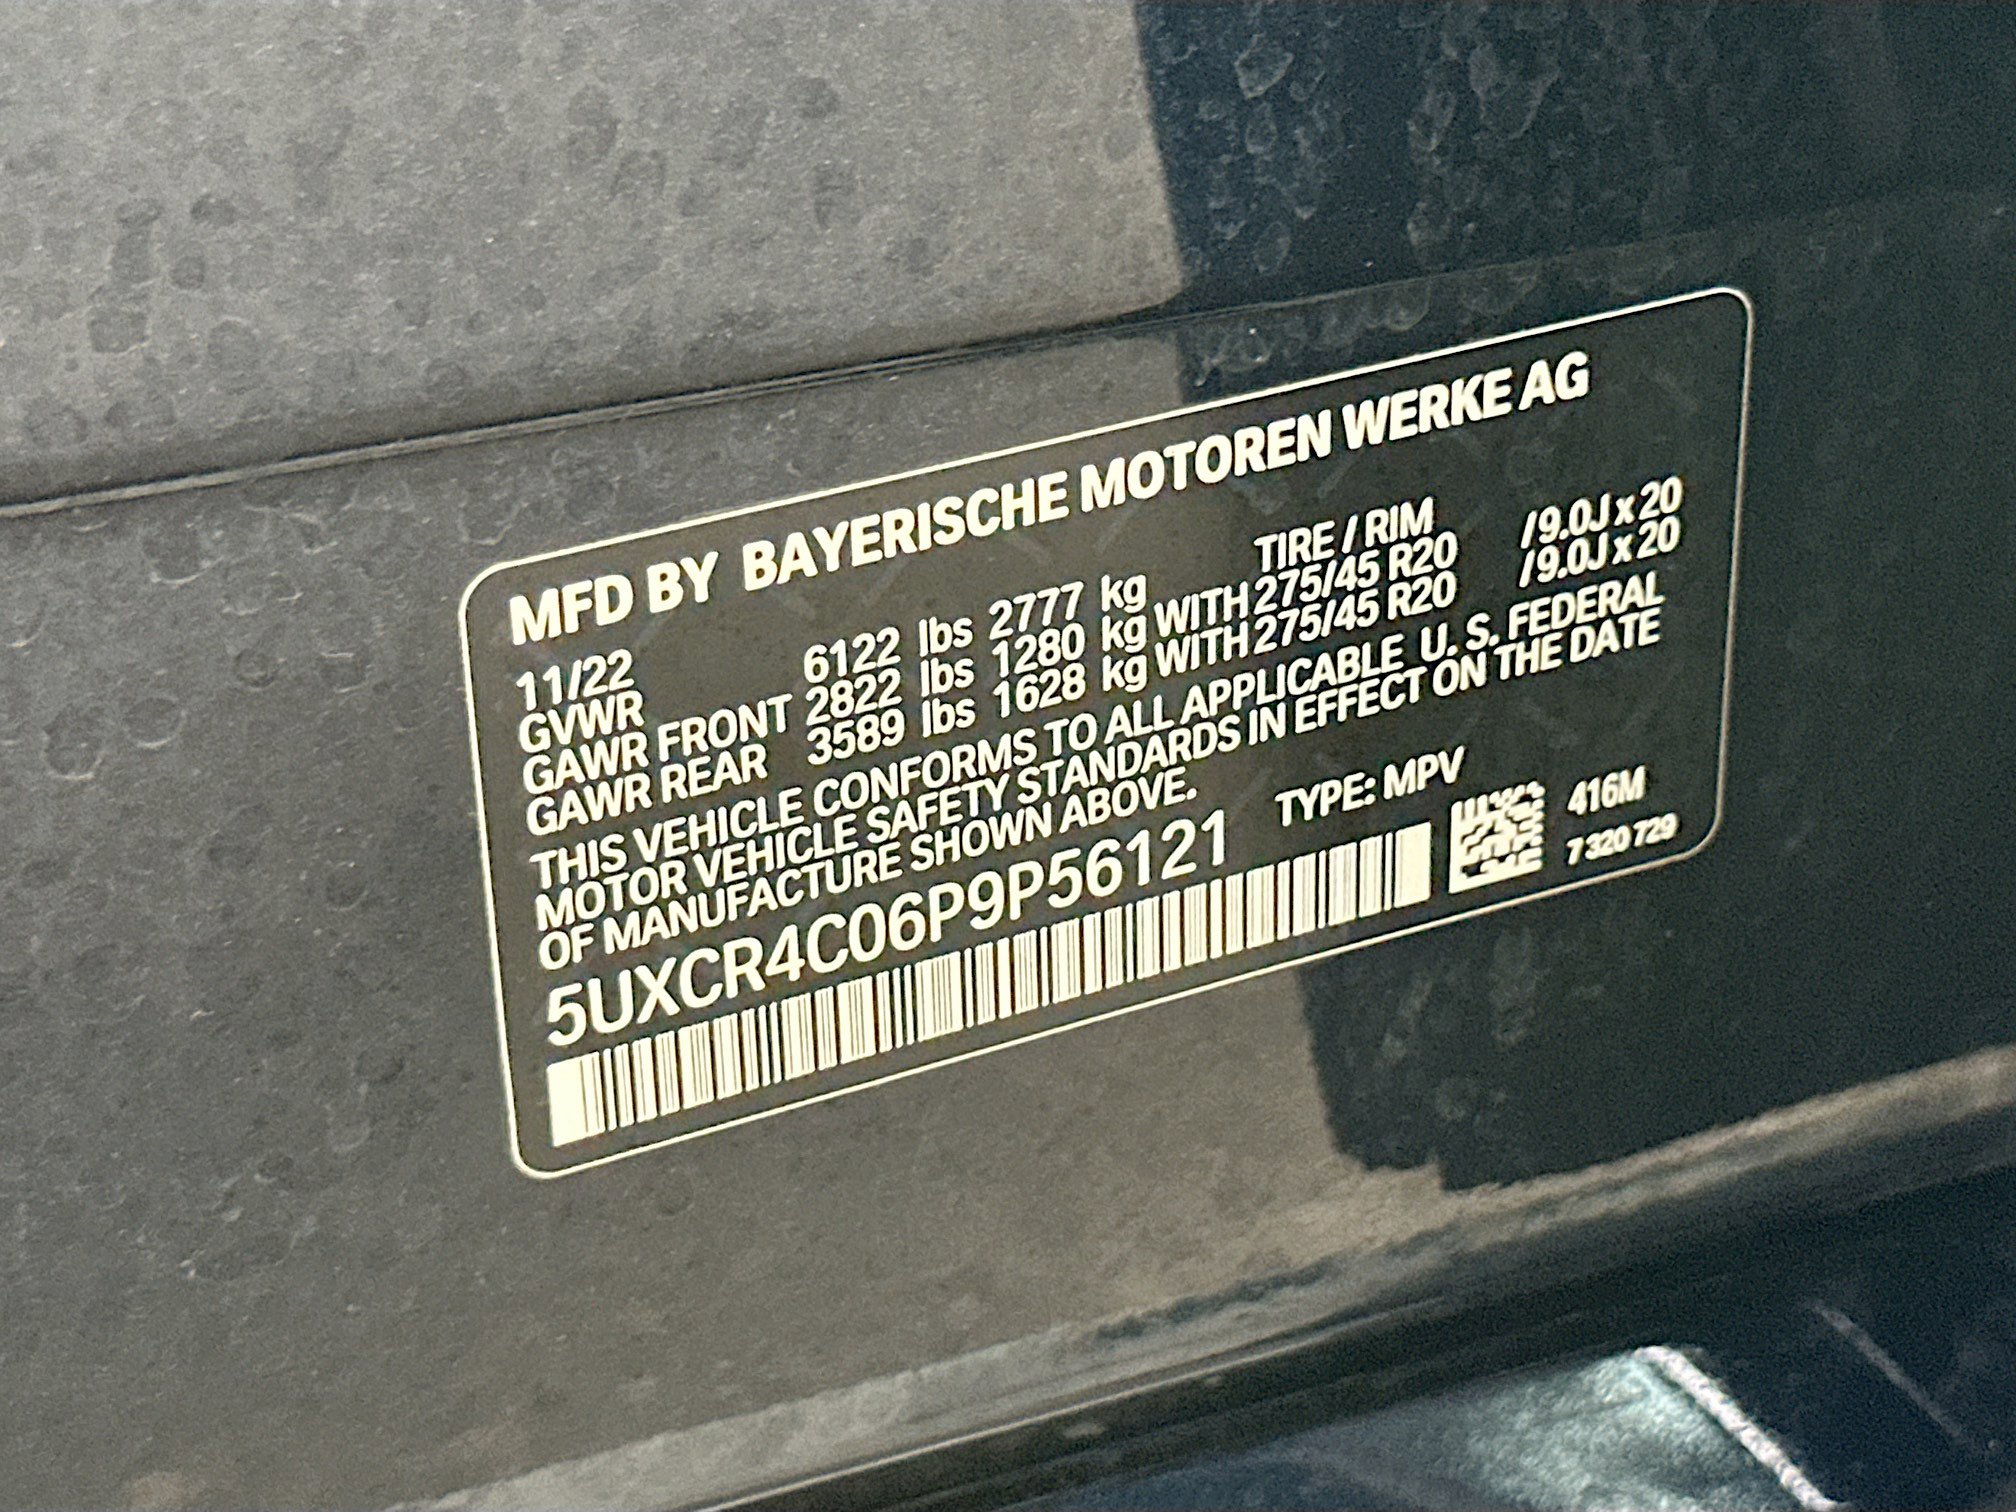 MFD BY BAYERISCHE MOTOREN WERKE AG
11/22 TIRE / RIM
GVWR 6122 lbs 2777 kg
GAWR FRONT 2822 lbs 1280 kg WITH 275/45 R20 /9.0J x 20
GAWR REAR 3589 lbs 1628 kg WITH 275/45 R20 /9.0J x 20
THIS VEHICLE CONFORMS TO ALL APPLICABLE U. S. FEDERAL
MOTOR VEHICLE SAFETY STANDARDS IN EFFECT ON THE DATE
OF MANUFACTURE SHOWN ABOVE.
5UXCR4C06P9P56121 TYPE: MPV
416M
7 320 729